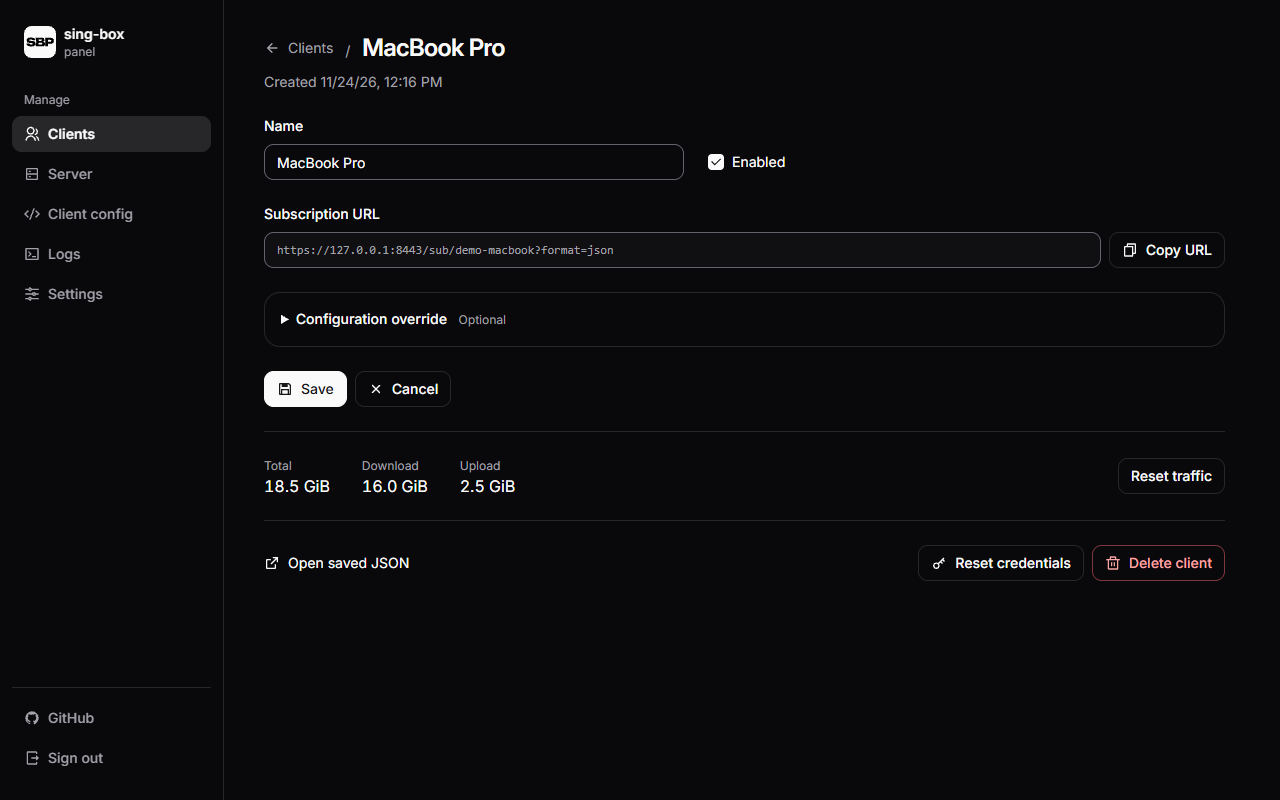 SBP
sing-box
panel
Manage
Clients
Server
Client config
Logs
Settings
GitHub
Sign out
Clients / MacBook Pro
Created 11/24/26, 12:16 PM
Name
MacBook Pro
Enabled
Subscription URL
https://127.0.0.1:8443/sub/demo-macbook?format=json
Copy URL
Configuration override Optional
Save
Cancel
Total
18.5 GiB
Download
16.0 GiB
Upload
2.5 GiB
Reset traffic
Open saved JSON
Reset credentials
Delete client